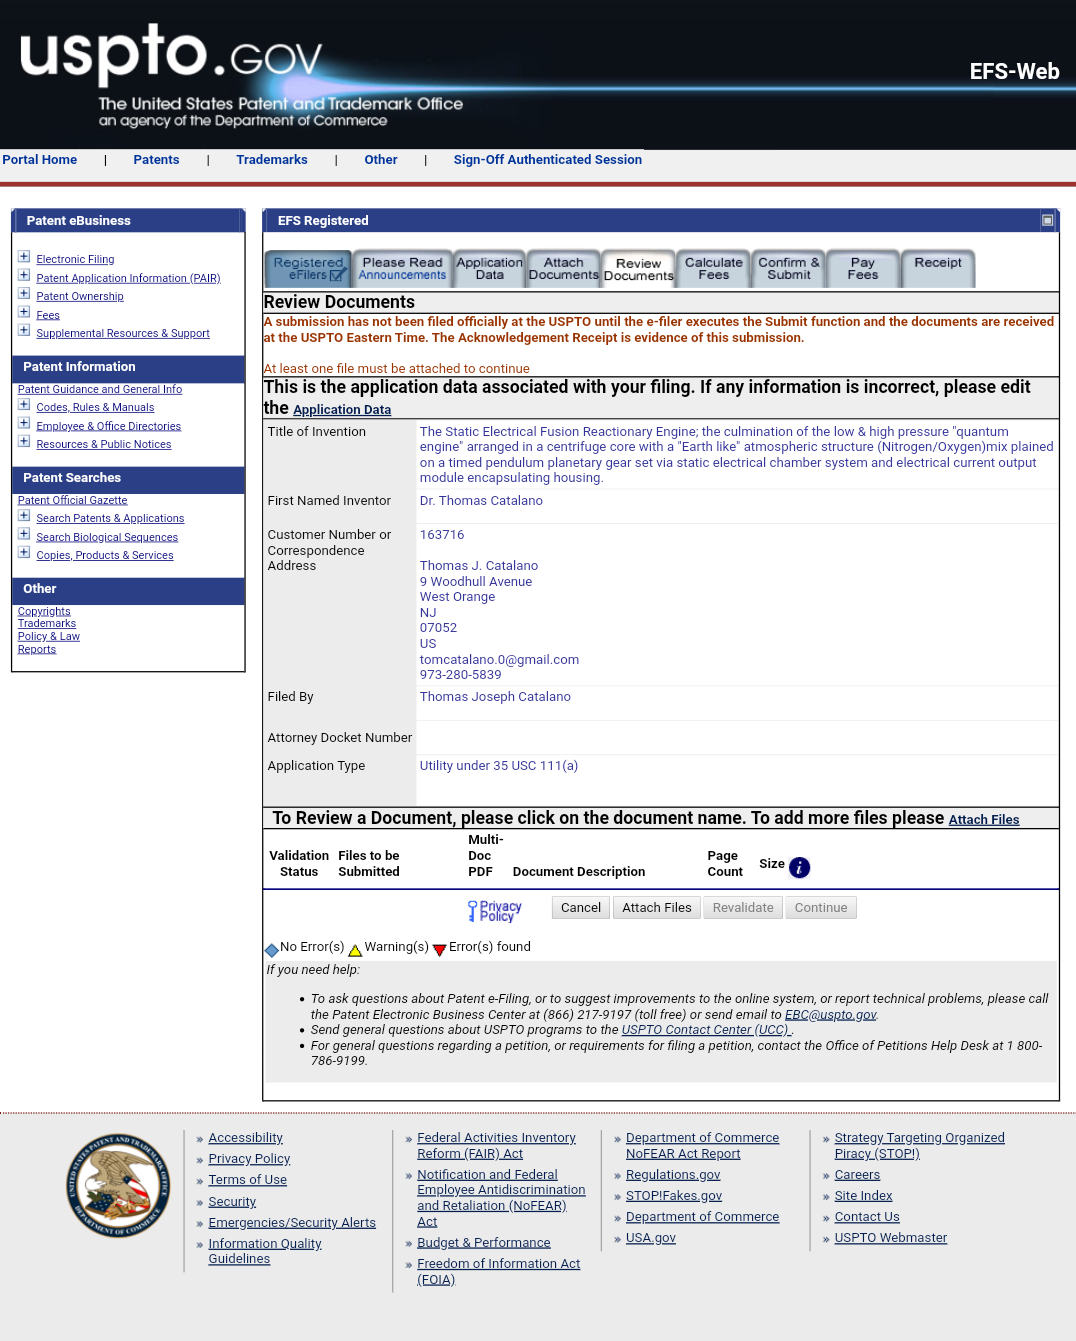 uspto.GOV
The United States Patent and Trademark Office
an agency of the Department of Commerce
EFS-Web
Portal Home | Patents | Trademarks | Other | Sign-Off Authenticated Session
Patent eBusiness
Electronic Filing
Patent Application Information (PAIR)
Patent Ownership
Fees
Supplemental Resources & Support
Patent Information
Patent Guidance and General Info
Codes, Rules & Manuals
Employee & Office Directories
Resources & Public Notices
Patent Searches
Patent Official Gazette
Search Patents & Applications
Search Biological Sequences
Copies, Products & Services
Other
Copyrights
Trademarks
Policy & Law
Reports
EFS Registered
Registered eFilers
Please Read Announcements
Application Data
Attach Documents
Review Documents
Calculate Fees
Confirm & Submit
Pay Fees
Receipt
Review Documents
A submission has not been filed officially at the USPTO until the e-filer executes the Submit function and the documents are received
at the USPTO Eastern Time. The Acknowledgement Receipt is evidence of this submission.
At least one file must be attached to continue
This is the application data associated with your filing. If any information is incorrect, please edit
the Application Data
Title of Invention
The Static Electrical Fusion Reactionary Engine; the culmination of the low & high pressure "quantum
engine" arranged in a centrifuge core with a "Earth like" atmospheric structure (Nitrogen/Oxygen)mix plained
on a timed pendulum planetary gear set via static electrical chamber system and electrical current output
module encapsulating housing.
First Named Inventor
Dr. Thomas Catalano
Customer Number or
Correspondence
Address
163716
Thomas J. Catalano
9 Woodhull Avenue
West Orange
NJ
07052
US
tomcatalano.0@gmail.com
973-280-5839
Filed By
Thomas Joseph Catalano
Attorney Docket Number
Application Type
Utility under 35 USC 111(a)
To Review a Document, please click on the document name. To add more files please Attach Files
Validation Status
Files to be Submitted
Multi-Doc PDF
Document Description
Page Count
Size i
Privacy Policy
Cancel
Attach Files
Revalidate
Continue
No Error(s) Warning(s) Error(s) found
If you need help:
• To ask questions about Patent e-Filing, or to suggest improvements to the online system, or report technical problems, please call
the Patent Electronic Business Center at (866) 217-9197 (toll free) or send email to EBC@uspto.gov.
• Send general questions about USPTO programs to the USPTO Contact Center (UCC) .
• For general questions regarding a petition, or requirements for filing a petition, contact the Office of Petitions Help Desk at 1 800-
786-9199.
PATENT AND TRADEMARK OFFICE
DEPARTMENT OF COMMERCE
» Accessibility
» Privacy Policy
» Terms of Use
» Security
» Emergencies/Security Alerts
» Information Quality
Guidelines
» Federal Activities Inventory
Reform (FAIR) Act
» Notification and Federal
Employee Antidiscrimination
and Retaliation (NoFEAR)
Act
» Budget & Performance
» Freedom of Information Act
(FOIA)
» Department of Commerce
NoFEAR Act Report
» Regulations.gov
» STOP!Fakes.gov
» Department of Commerce
» USA.gov
» Strategy Targeting Organized
Piracy (STOP!)
» Careers
» Site Index
» Contact Us
» USPTO Webmaster